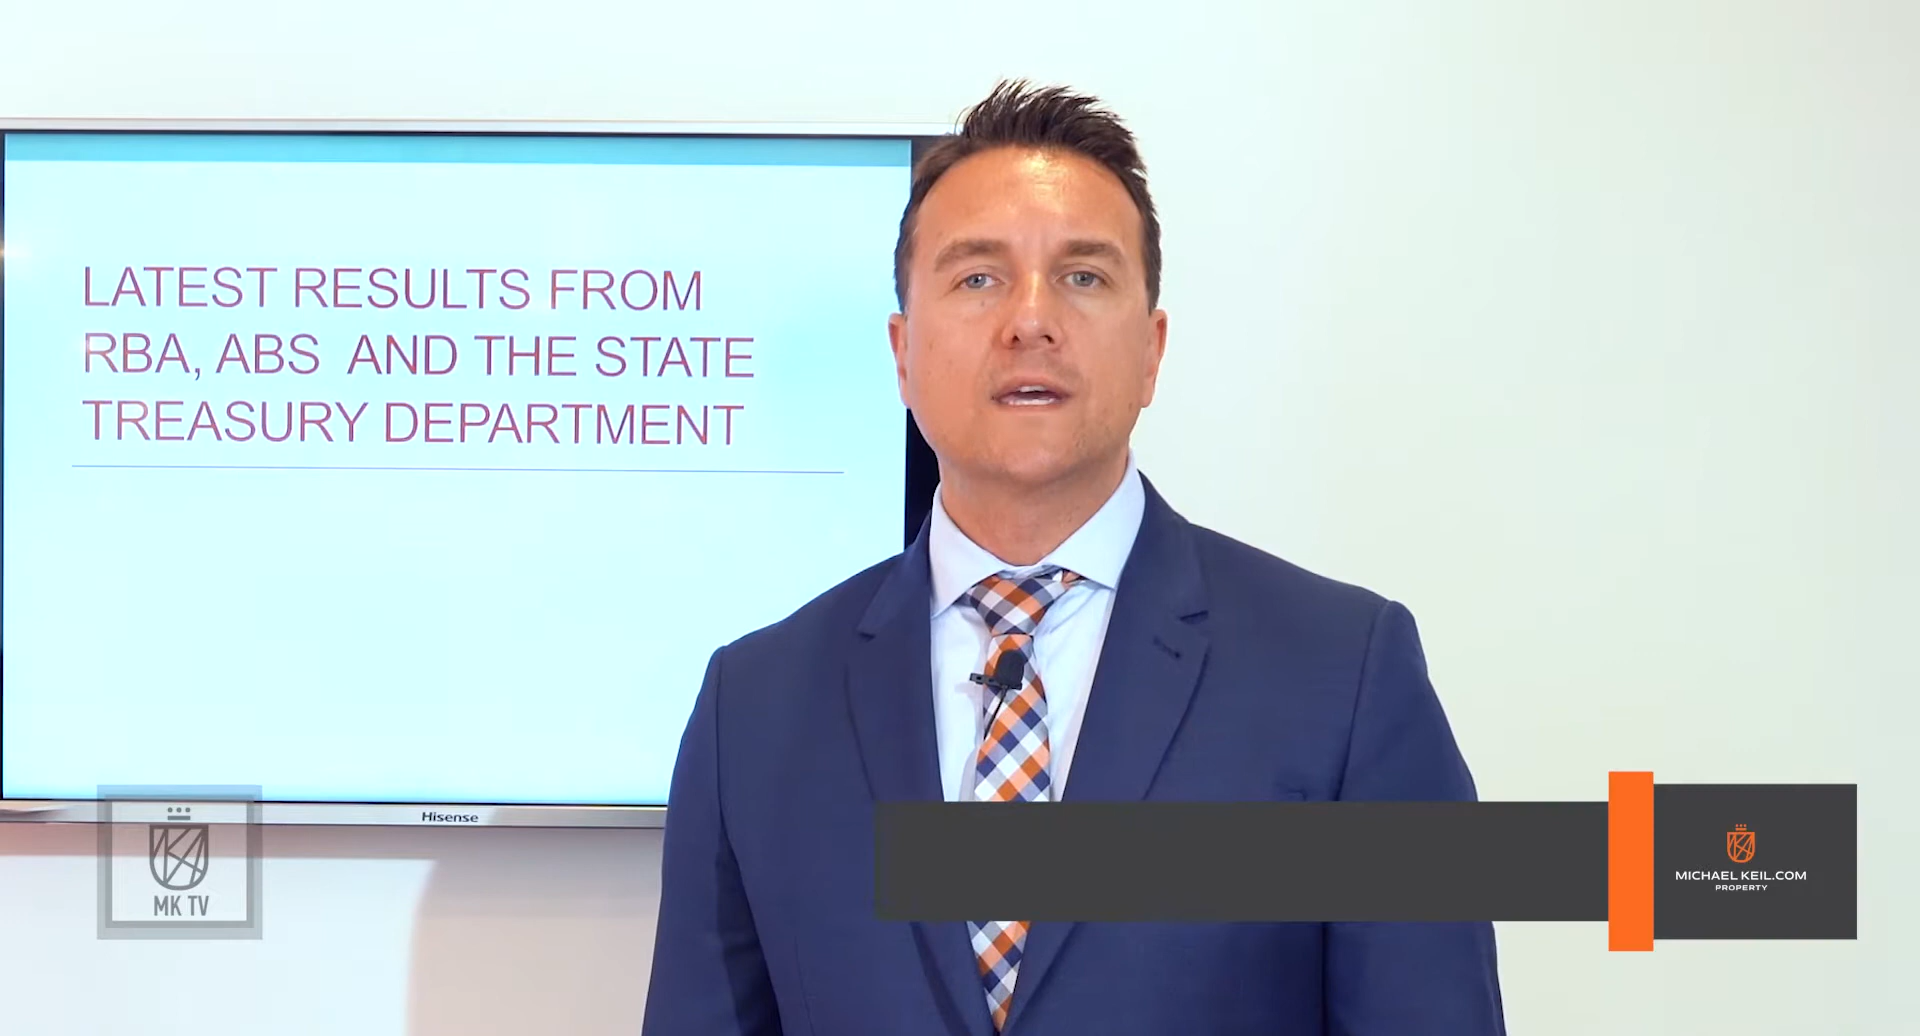 LATEST RESULTS FROM
RBA, ABS AND THE STATE
TREASURY DEPARTMENT
Hisense
MK TV
MICHAEL KEIL.COM
PROPERTY